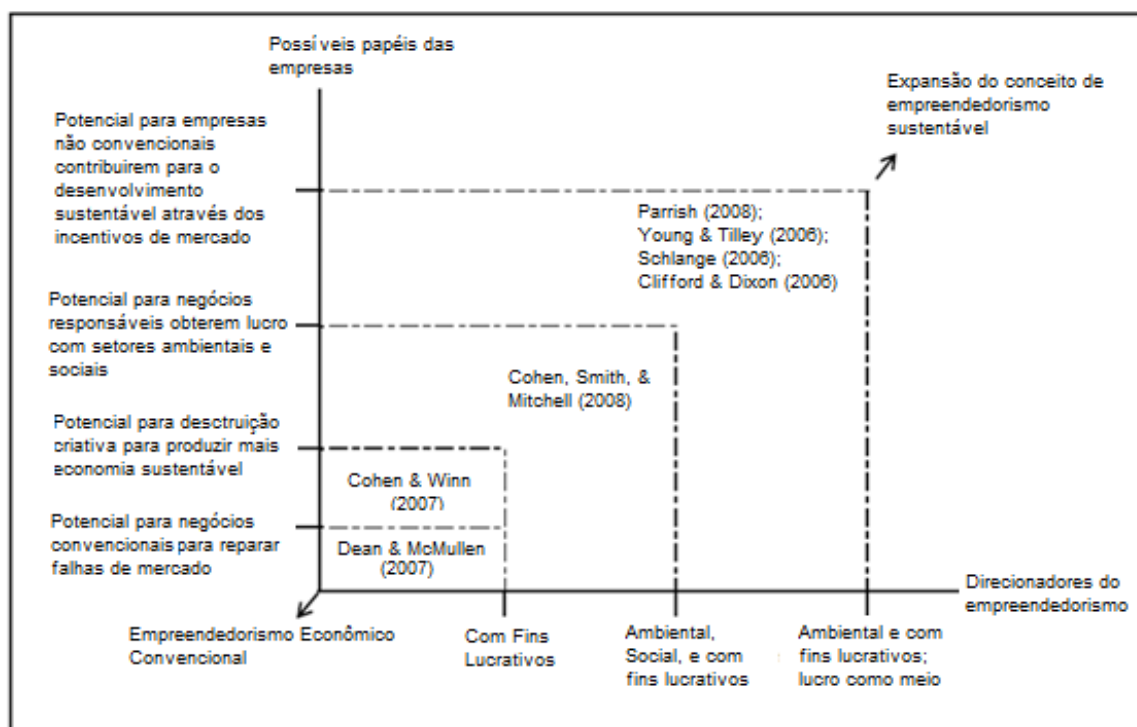 Possíveis papéis das
empresas
Expansão do conceito de
empreendedorismo
sustentável
Potencial para empresas
não convencionais
contribuirem para o
desenvolvimento
sustentável através dos
incentivos de mercado
Parrish (2008);
Young & Tilley (2006);
Schlange (2006);
Clifford & Dixon (2006)
Potencial para negócios
responsáveis obterem lucro
com setores ambientais e
sociais
Cohen, Smith, &
Mitchell (2008)
Potencial para desctruição
criativa para produzir mais
economia sustentável
Cohen & Winn
(2007)
Potencial para negócios
convencionais para reparar
falhas de mercado
Dean & McMullen
(2007)
Direcionadores do
empreendedorismo
Empreendedorismo Econômico
Convencional
Com Fins
Lucrativos
Ambiental,
Social, e com
fins lucrativos
Ambiental e com
fins lucrativos;
lucro como meio